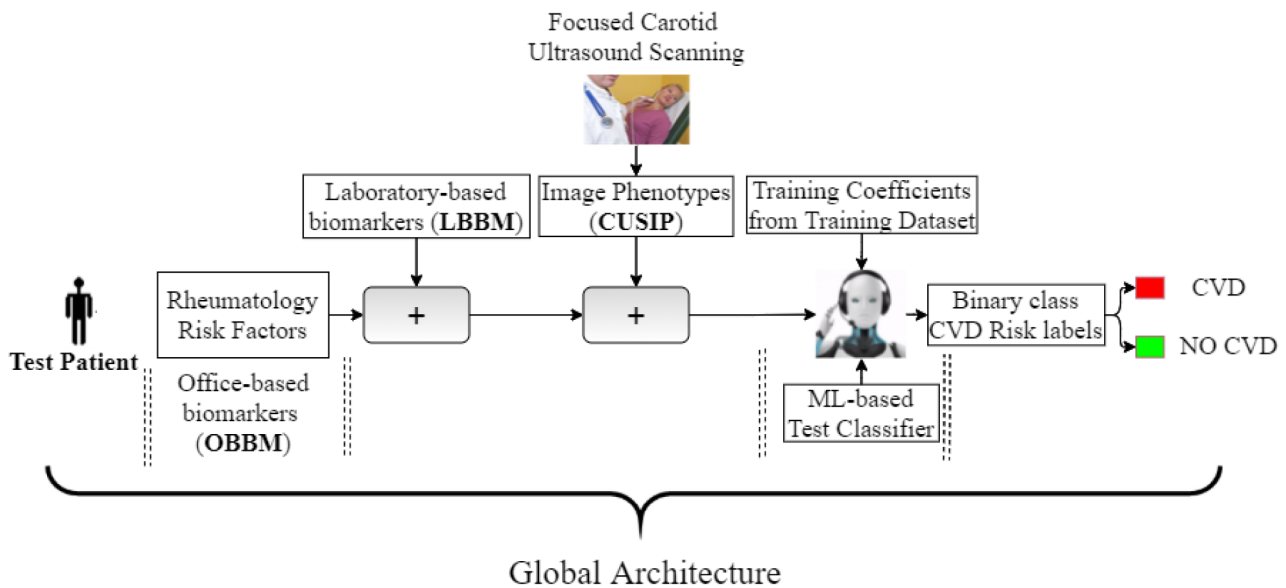 Focused Carotid
Ultrasound Scanning
Laboratory-based
biomarkers (LBBM)
Image Phenotypes
(CUSIP)
Training Coefficients
from Training Dataset
Test Patient
Rheumatology
Risk Factors
+
+
Binary class
CVD Risk labels
CVD
NO CVD
Office-based
biomarkers
(OBBM)
ML-based
Test Classifier
Global Architecture